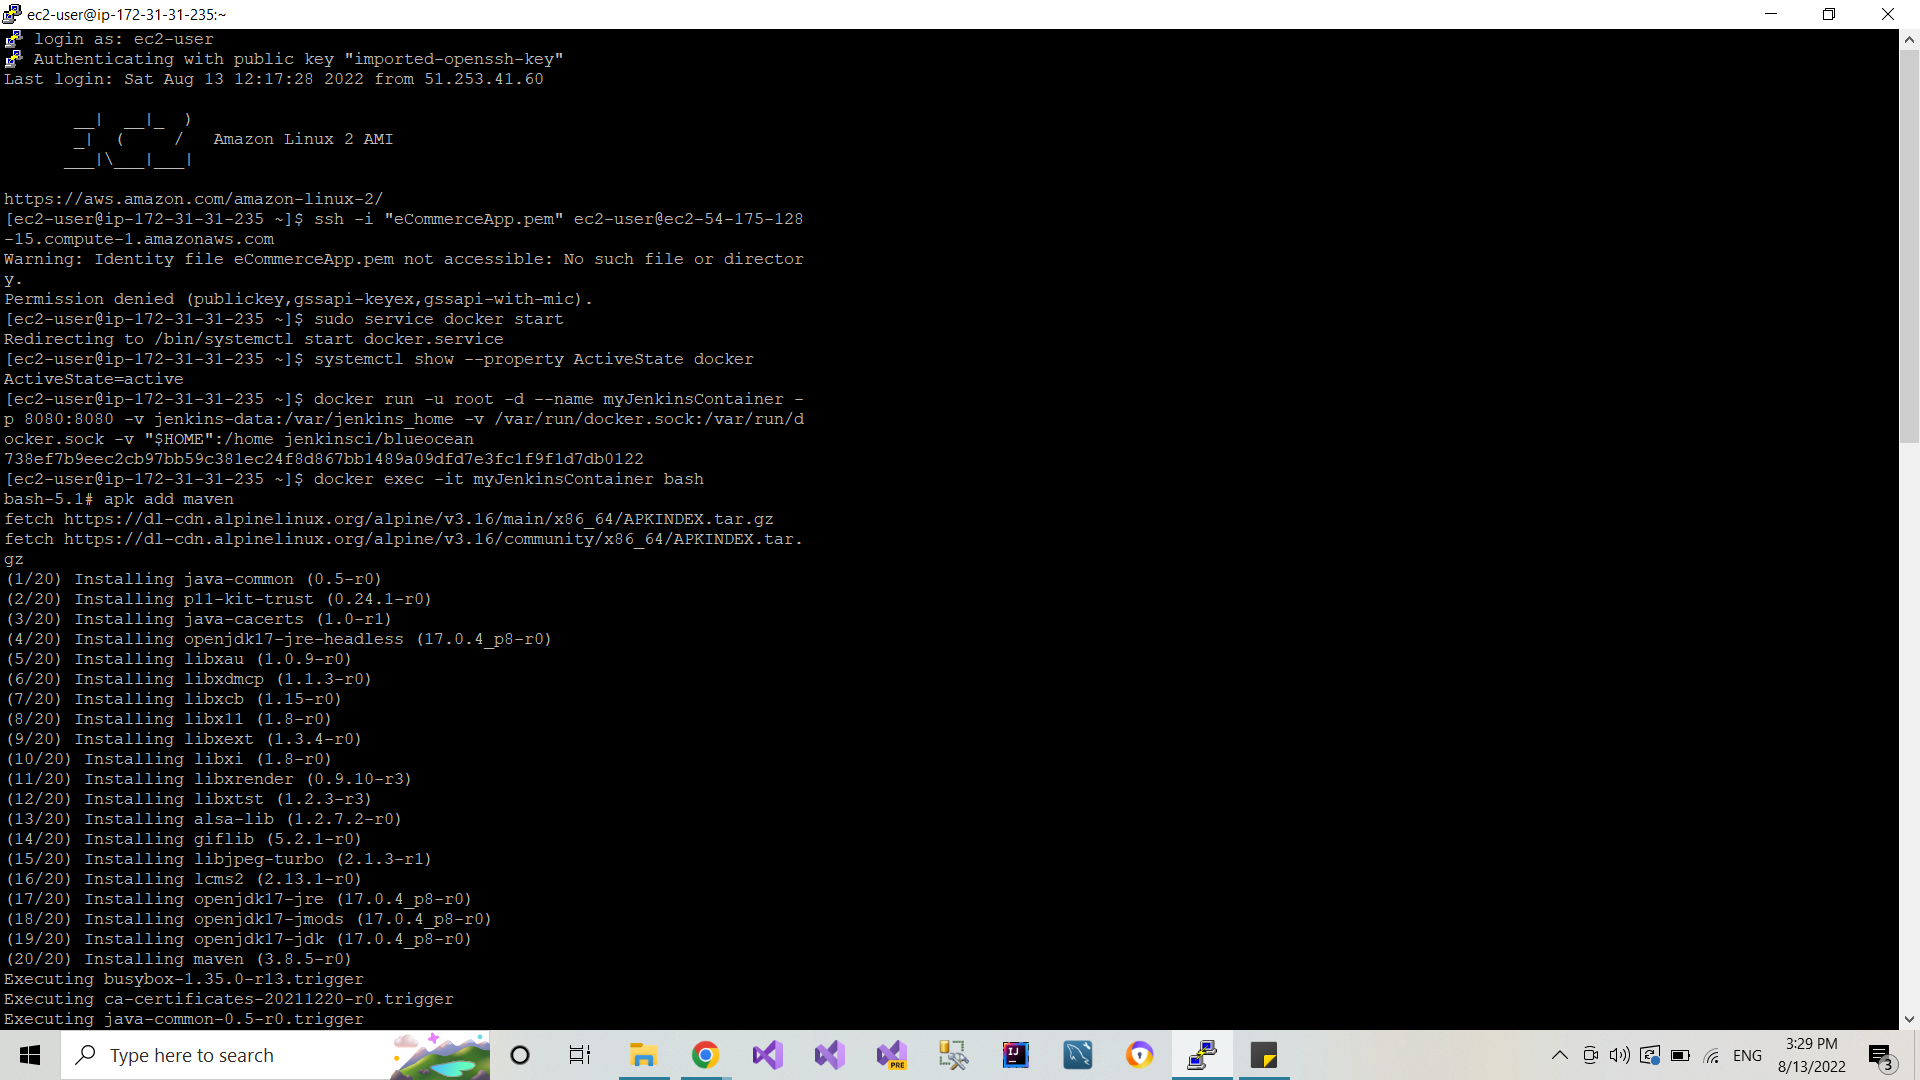 ec2-user@ip-172-31-31-235:~
login as: ec2-user
Authenticating with public key "imported-openssh-key"
Last login: Sat Aug 13 12:17:28 2022 from 51.253.41.60
__|  __|_  )
_|  (     /   Amazon Linux 2 AMI
___|\___|___|
https://aws.amazon.com/amazon-linux-2/
[ec2-user@ip-172-31-31-235 ~]$ ssh -i "eCommerceApp.pem" ec2-user@ec2-54-175-128
-15.compute-1.amazonaws.com
Warning: Identity file eCommerceApp.pem not accessible: No such file or director
y.
Permission denied (publickey,gssapi-keyex,gssapi-with-mic).
[ec2-user@ip-172-31-31-235 ~]$ sudo service docker start
Redirecting to /bin/systemctl start docker.service
[ec2-user@ip-172-31-31-235 ~]$ systemctl show --property ActiveState docker
ActiveState=active
[ec2-user@ip-172-31-31-235 ~]$ docker run -u root -d --name myJenkinsContainer -
p 8080:8080 -v jenkins-data:/var/jenkins_home -v /var/run/docker.sock:/var/run/d
ocker.sock -v "$HOME":/home jenkinsci/blueocean
738ef7b9eec2cb97bb59c381ec24f8d867bb1489a09dfd7e3fc1f9f1d7db0122
[ec2-user@ip-172-31-31-235 ~]$ docker exec -it myJenkinsContainer bash
bash-5.1# apk add maven
fetch https://dl-cdn.alpinelinux.org/alpine/v3.16/main/x86_64/APKINDEX.tar.gz
fetch https://dl-cdn.alpinelinux.org/alpine/v3.16/community/x86_64/APKINDEX.tar.
gz
(1/20) Installing java-common (0.5-r0)
(2/20) Installing p11-kit-trust (0.24.1-r0)
(3/20) Installing java-cacerts (1.0-r1)
(4/20) Installing openjdk17-jre-headless (17.0.4_p8-r0)
(5/20) Installing libxau (1.0.9-r0)
(6/20) Installing libxdmcp (1.1.3-r0)
(7/20) Installing libxcb (1.15-r0)
(8/20) Installing libx11 (1.8-r0)
(9/20) Installing libxext (1.3.4-r0)
(10/20) Installing libxi (1.8-r0)
(11/20) Installing libxrender (0.9.10-r3)
(12/20) Installing libxtst (1.2.3-r3)
(13/20) Installing alsa-lib (1.2.7.2-r0)
(14/20) Installing giflib (5.2.1-r0)
(15/20) Installing libjpeg-turbo (2.1.3-r1)
(16/20) Installing lcms2 (2.13.1-r0)
(17/20) Installing openjdk17-jre (17.0.4_p8-r0)
(18/20) Installing openjdk17-jmods (17.0.4_p8-r0)
(19/20) Installing openjdk17-jdk (17.0.4_p8-r0)
(20/20) Installing maven (3.8.5-r0)
Executing busybox-1.35.0-r13.trigger
Executing ca-certificates-20211220-r0.trigger
Executing java-common-0.5-r0.trigger
Type here to search
PRE
IJ
ENG
3:29 PM
8/13/2022
3